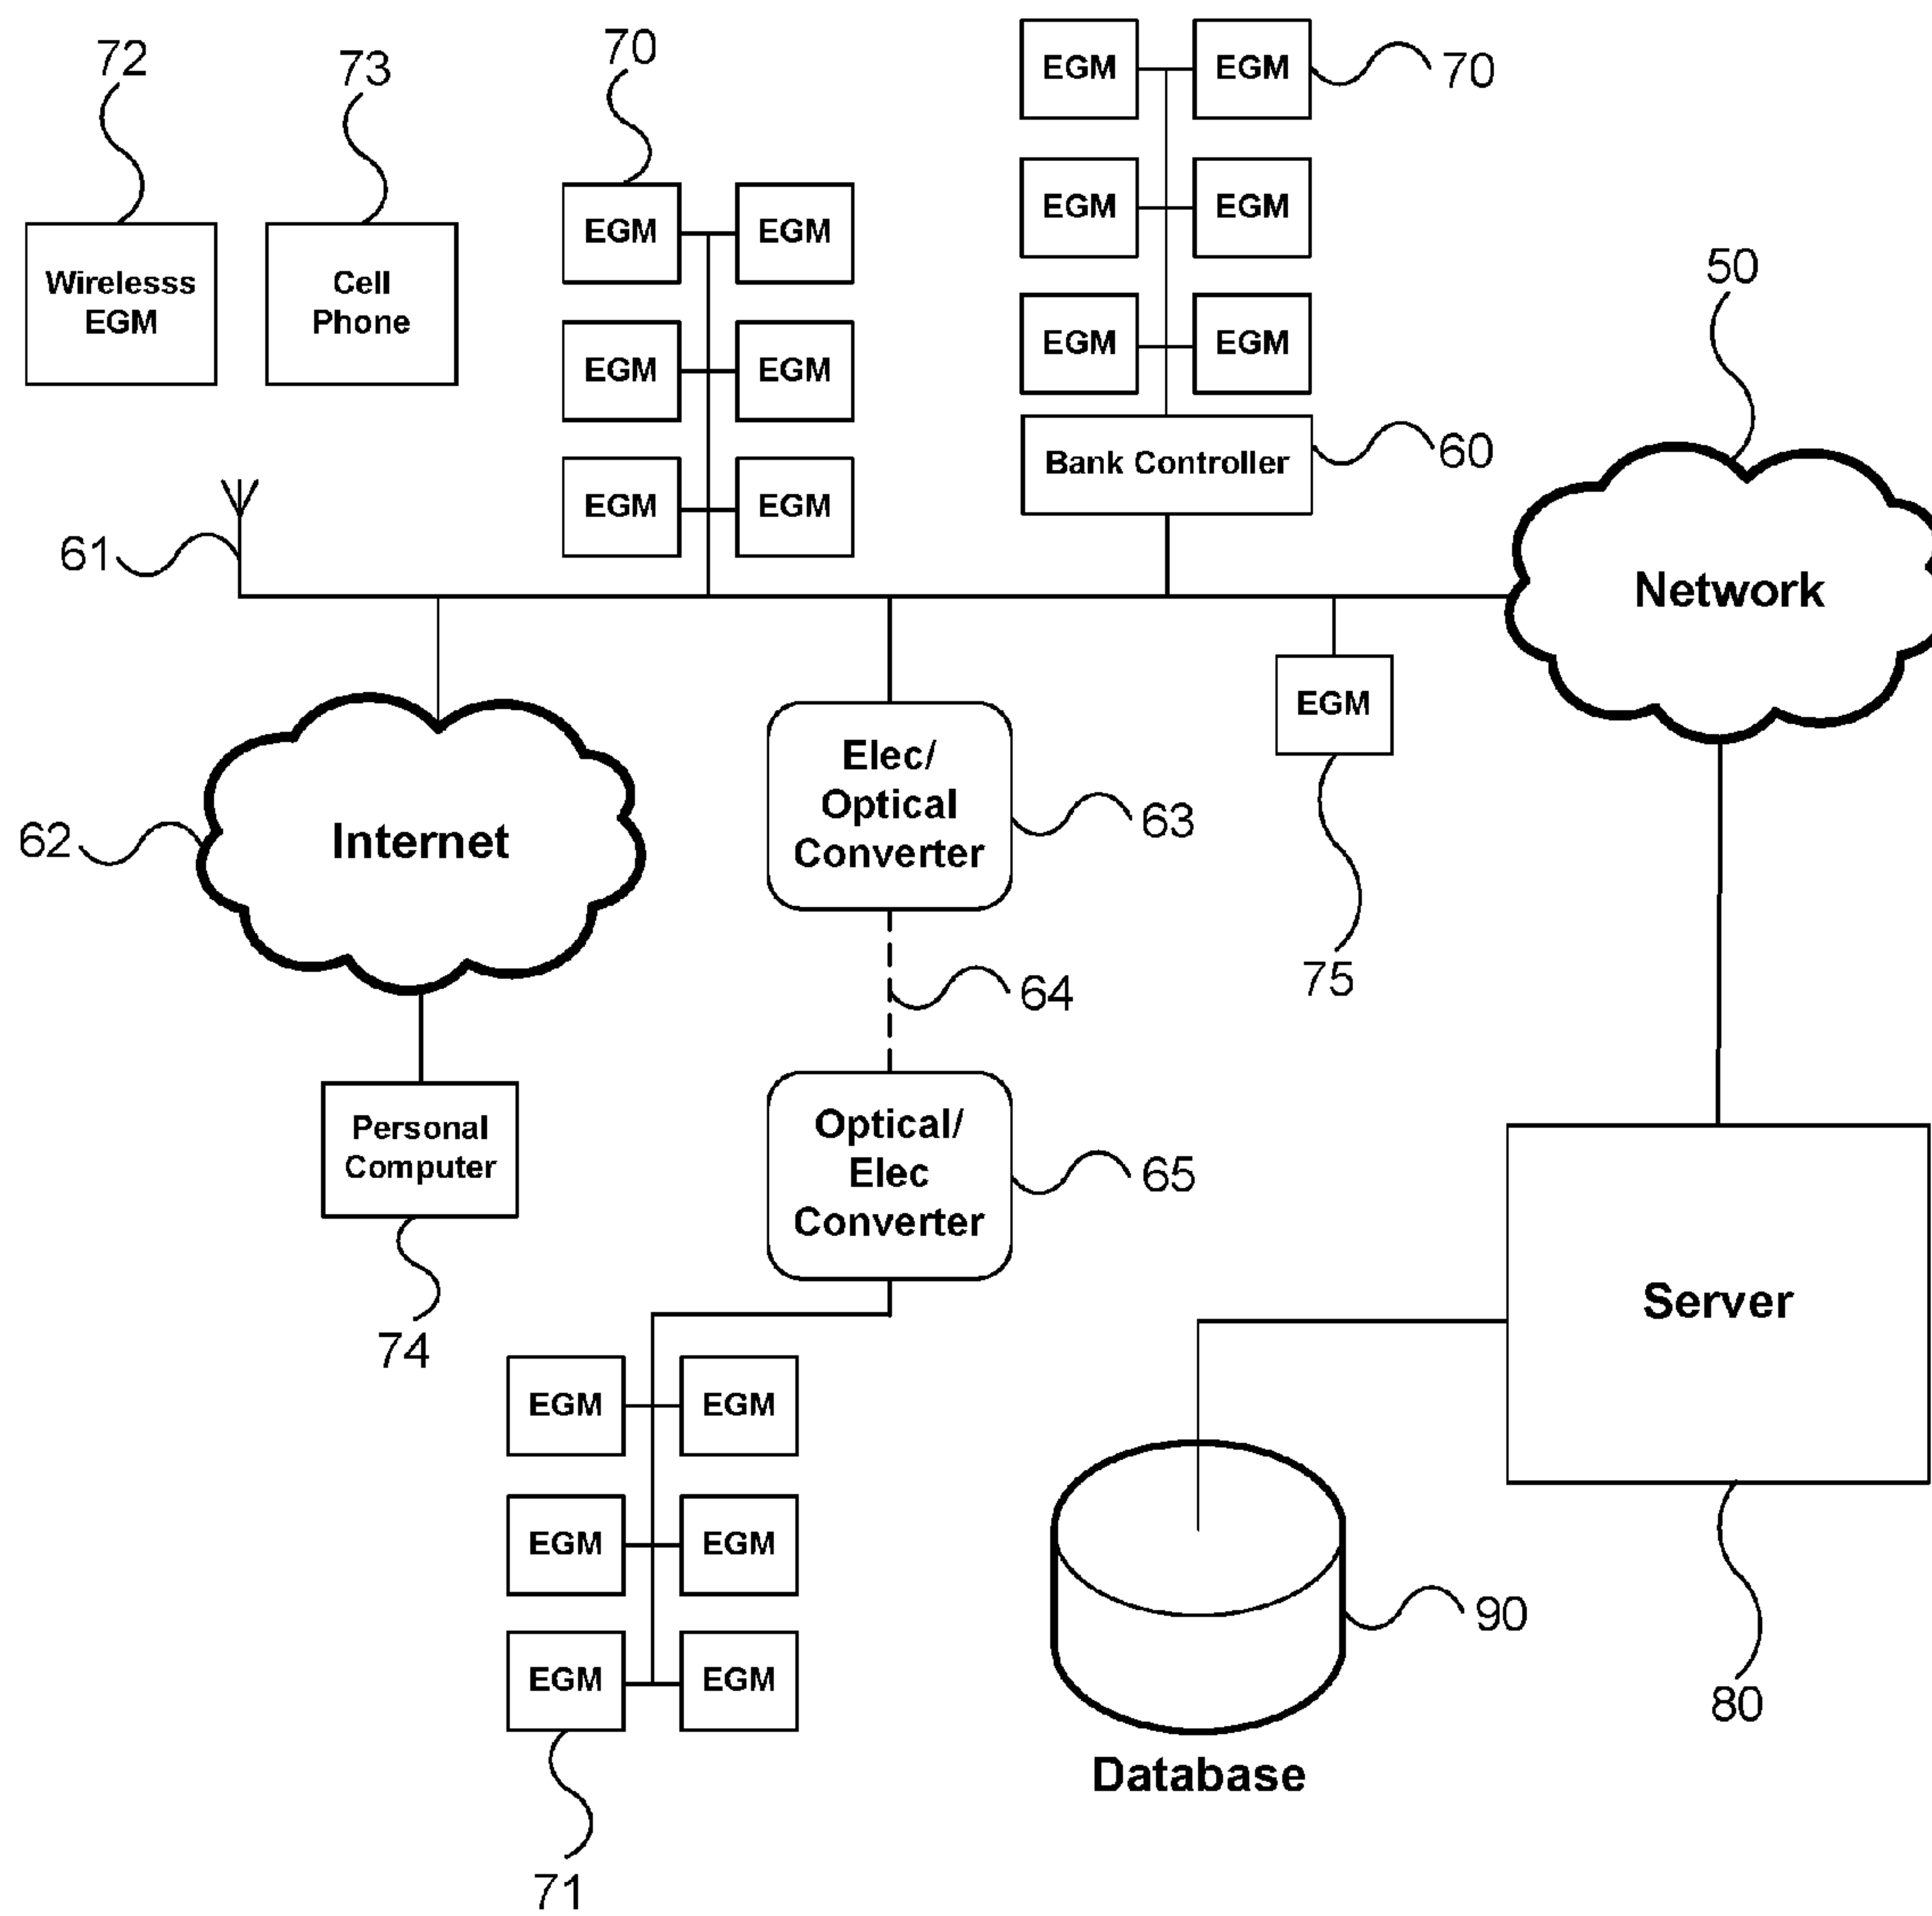 72
73
70
EGM EGM
70
Wirelesss
EGM
Cell
Phone
EGM EGM
EGM EGM
EGM EGM
EGM EGM
EGM EGM
Bank Controller
60
50
61
Network
EGM
75
62
Internet
Elec/
Optical
Converter
63
64
Personal
Computer
74
Optical/
Elec
Converter
65
Server
80
EGM EGM
EGM EGM
EGM EGM
71
90
Database